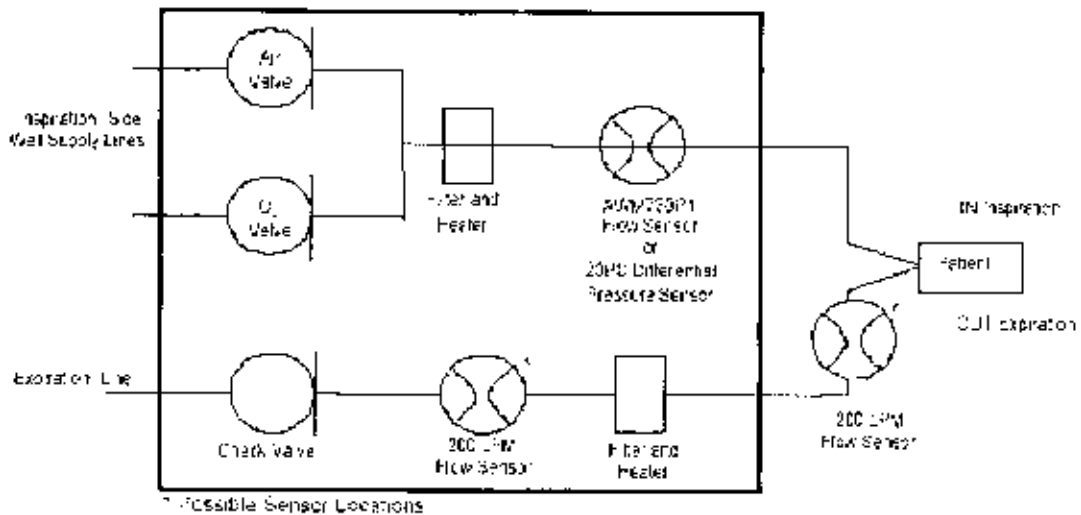 Air
Valve
Inspiration Side
Wall Supply Lines
O2
Valve
Filter and
Heater
Flow Sensor
or
Differential
Pressure Sensor
IN Inspiration
Patient
OUT Expiration
Expiration Line
Check Valve
200 LPM
Flow Sensor
Filter and
Heater
200 LPM
Flow Sensor
* Possible Sensor Locations